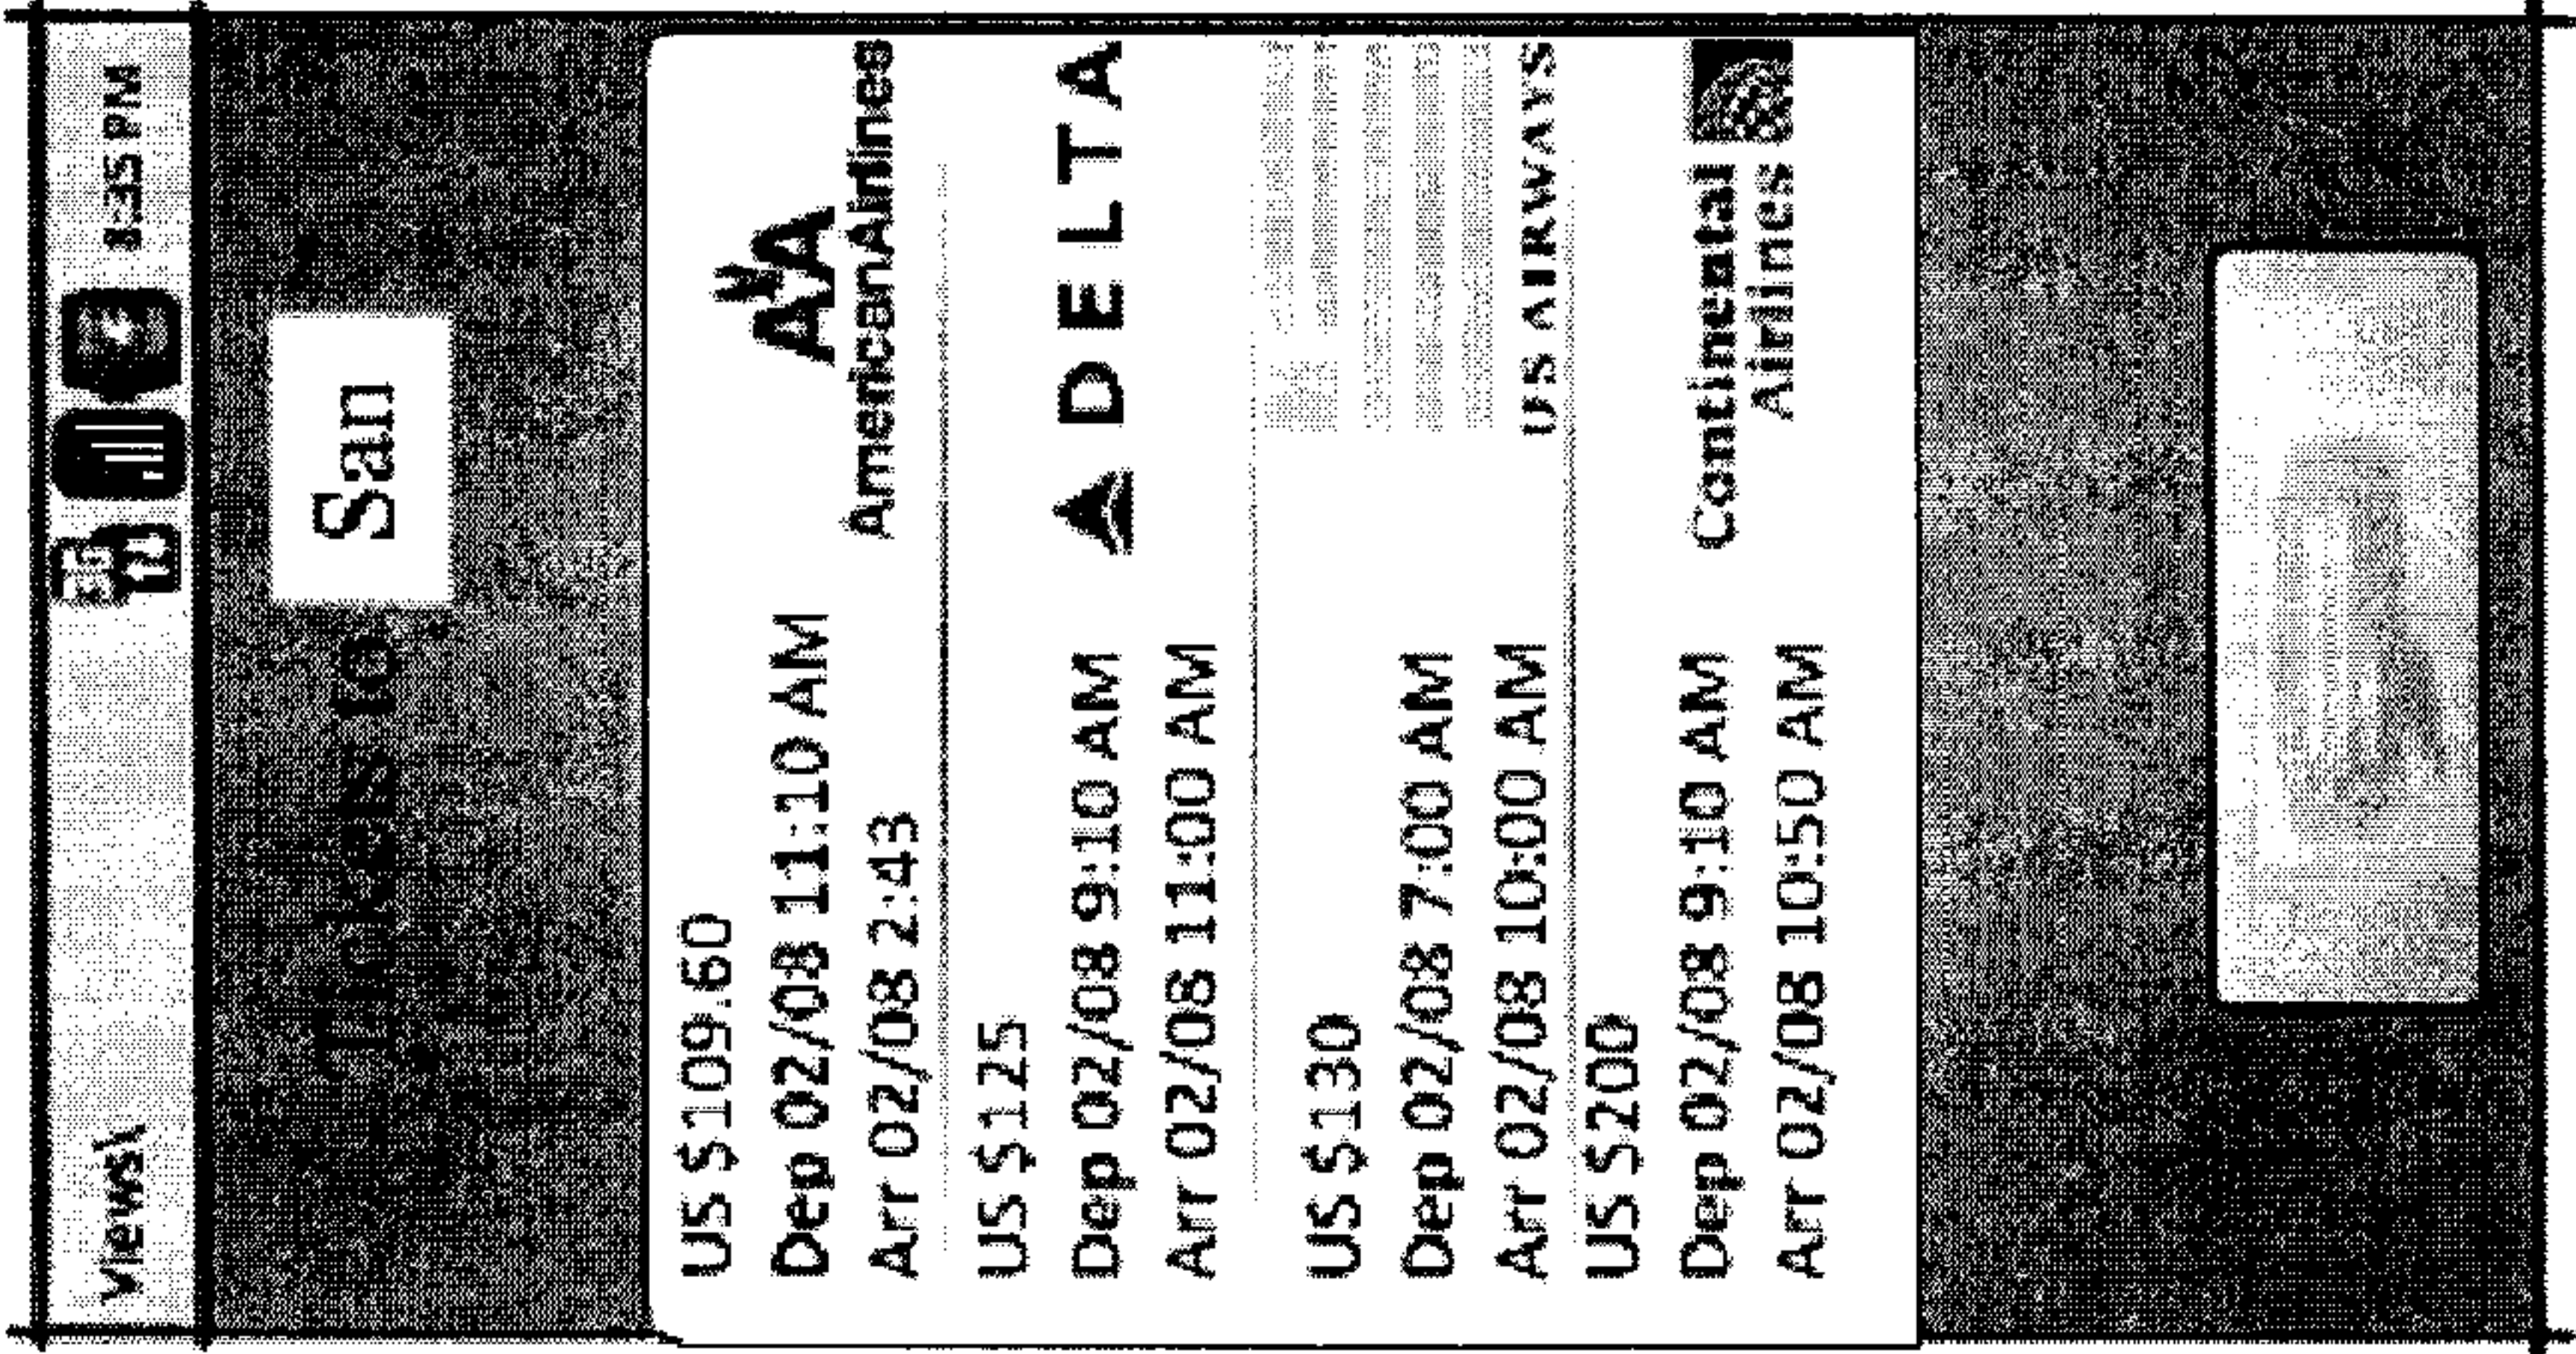 Views\
8:35 PM
Tickets to
San
US $109.60
Dep 02/08 11:10 AM
Arr 02/08 2:43
AmericanAirlines
US $125
Dep 02/08 9:10 AM
Arr 02/08 11:00 AM
DELTA
US $130
Dep 02/08 7:00 AM
Arr 02/08 10:00 AM
US AIRWAYS
US $200
Dep 02/08 9:10 AM
Arr 02/08 10:50 AM
Continental
Airlines